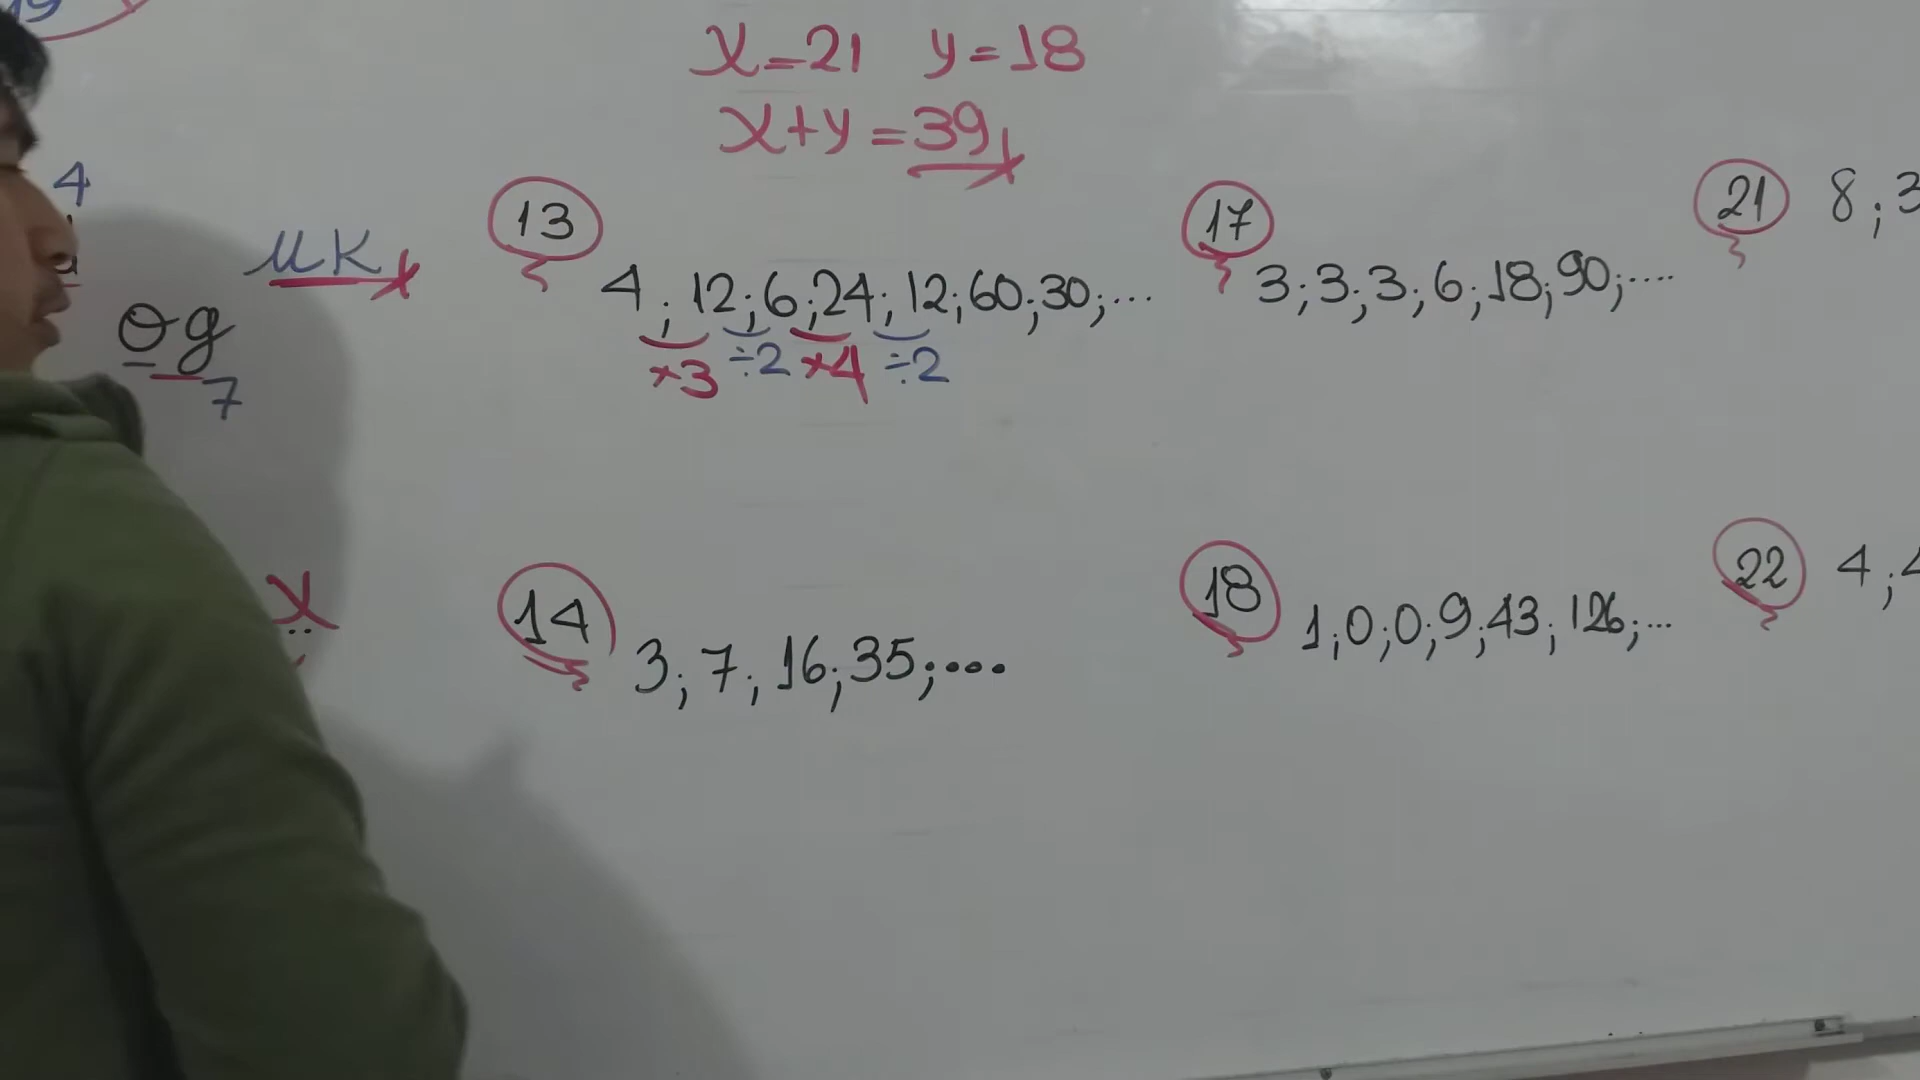 x=21 y=18
x+y=39
4
UK
og
7
13
4; 12; 6; 24; 12; 60; 30; ...
×3 ÷2 ×4 ÷2
17
3; 3; 3; 6; 18; 90; ....
21 8; 3
x
14
3; 7; 16; 35; ...
18
1; 0; 0; 9; 43; 126; ...
22 4;